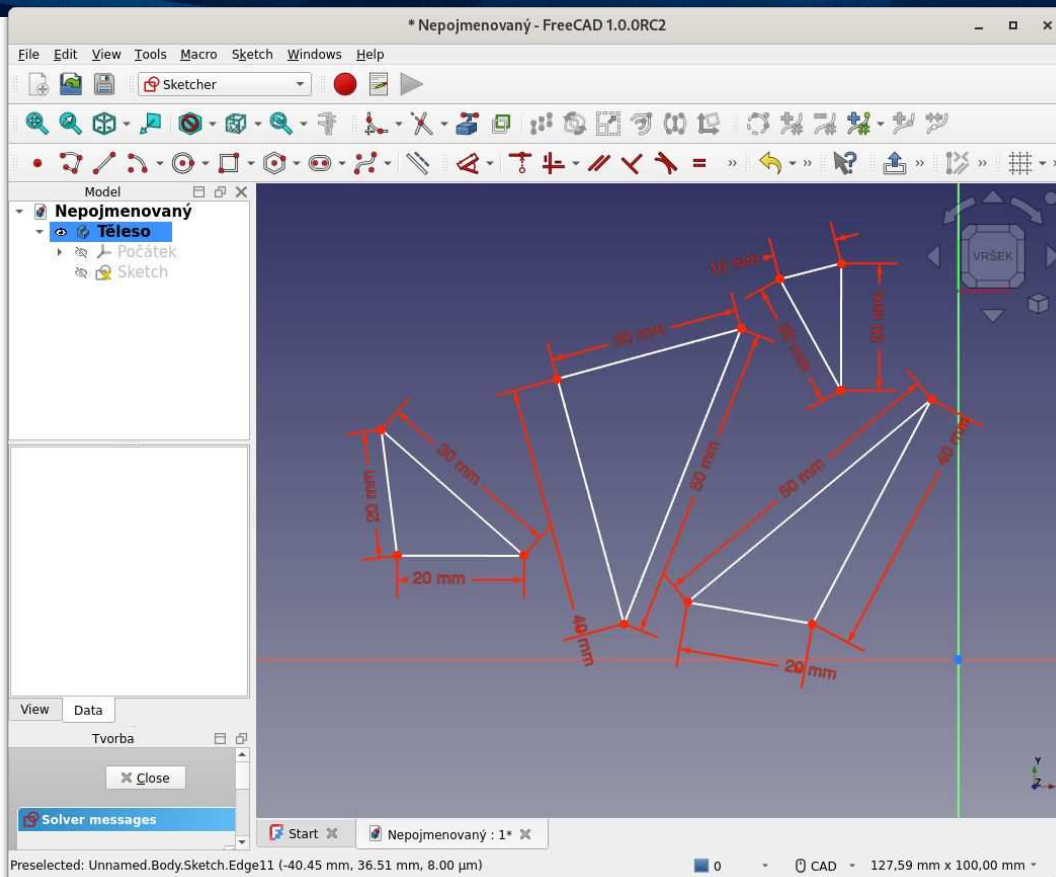 * Nepojmenovaný - FreeCAD 1.0.0RC2
File Edit View Tools Macro Sketch Windows Help
Sketcher
Model
Nepojmenovaný
Těleso
Počátek
Sketch
VRŠEK
10 mm
20 mm
20 mm
30 mm
50 mm
40 mm
30 mm
20 mm
20 mm
50 mm
40 mm
20 mm
Y
Z
View Data
Tvorba
Close
Solver messages
Start
Nepojmenovaný : 1*
Preselected: Unnamed.Body.Sketch.Edge11 (-40.45 mm, 36.51 mm, 8.00 µm)
0
CAD
127,59 mm x 100,00 mm